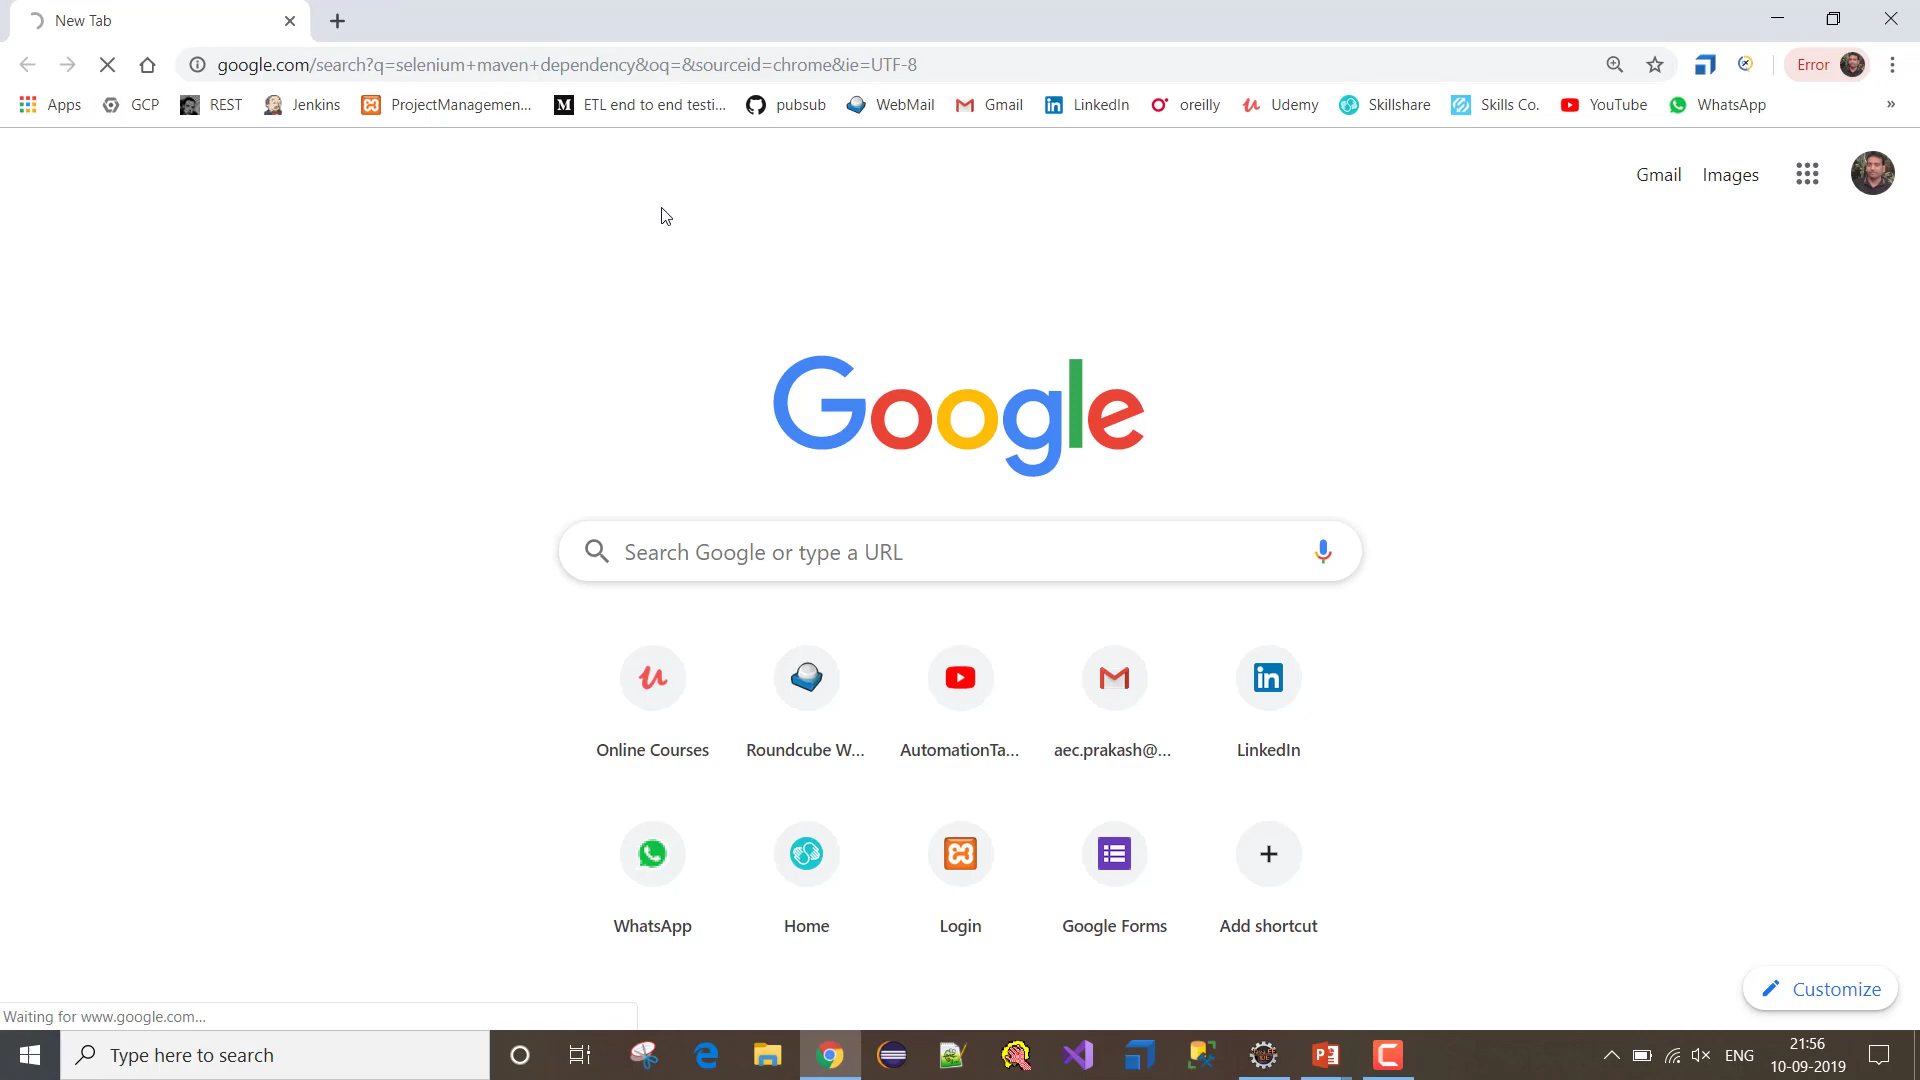 New Tab
google.com/search?q=selenium+maven+dependency&oq=&sourceid=chrome&ie=UTF-8
Error
Apps GCP REST Jenkins ProjectManagemen... M ETL end to end testi... pubsub WebMail Gmail LinkedIn oreilly Udemy Skillshare Skills Co. YouTube WhatsApp »
Gmail Images
Google
Search Google or type a URL
Online Courses Roundcube W... AutomationTa... aec.prakash@... LinkedIn
WhatsApp Home Login Google Forms Add shortcut
Customize
Waiting for www.google.com...
Type here to search
ENG
21:56
10-09-2019